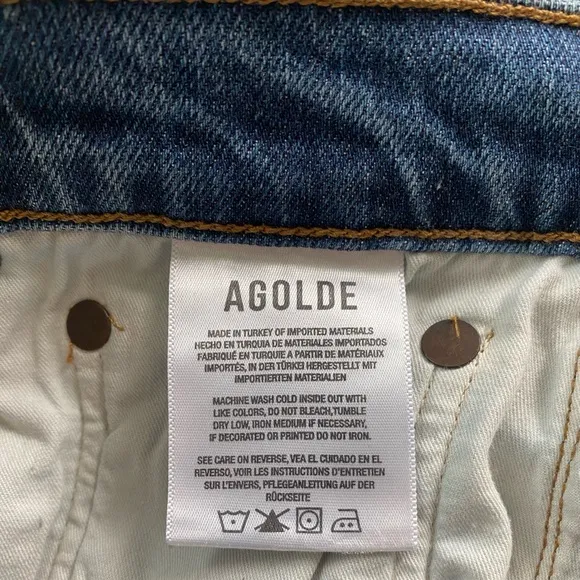 AGOLDE
MADE IN TURKEY OF IMPORTED MATERIALS
HECHO EN TURQUIA DE MATERIALES IMPORTADOS
FABRIQUÉ EN TURQUIE A PARTIR DE MATÉRIAUX
IMPORTÉS, IN DER TÜRKEI HERGESTELLT MIT
IMPORTIERTEN MATERIALIEN
MACHINE WASH COLD INSIDE OUT WITH
LIKE COLORS, DO NOT BLEACH,TUMBLE
DRY LOW, IRON MEDIUM IF NECESSARY,
IF DECORATED OR PRINTED DO NOT IRON.
SEE CARE ON REVERSE, VEA EL CUIDADO EN EL
REVERSO, VOIR LES INSTRUCTIONS D'ENTRETIEN
SUR L'ENVERS, PFLEGEANLEITUNG AUF DER
RÜCKSEITE